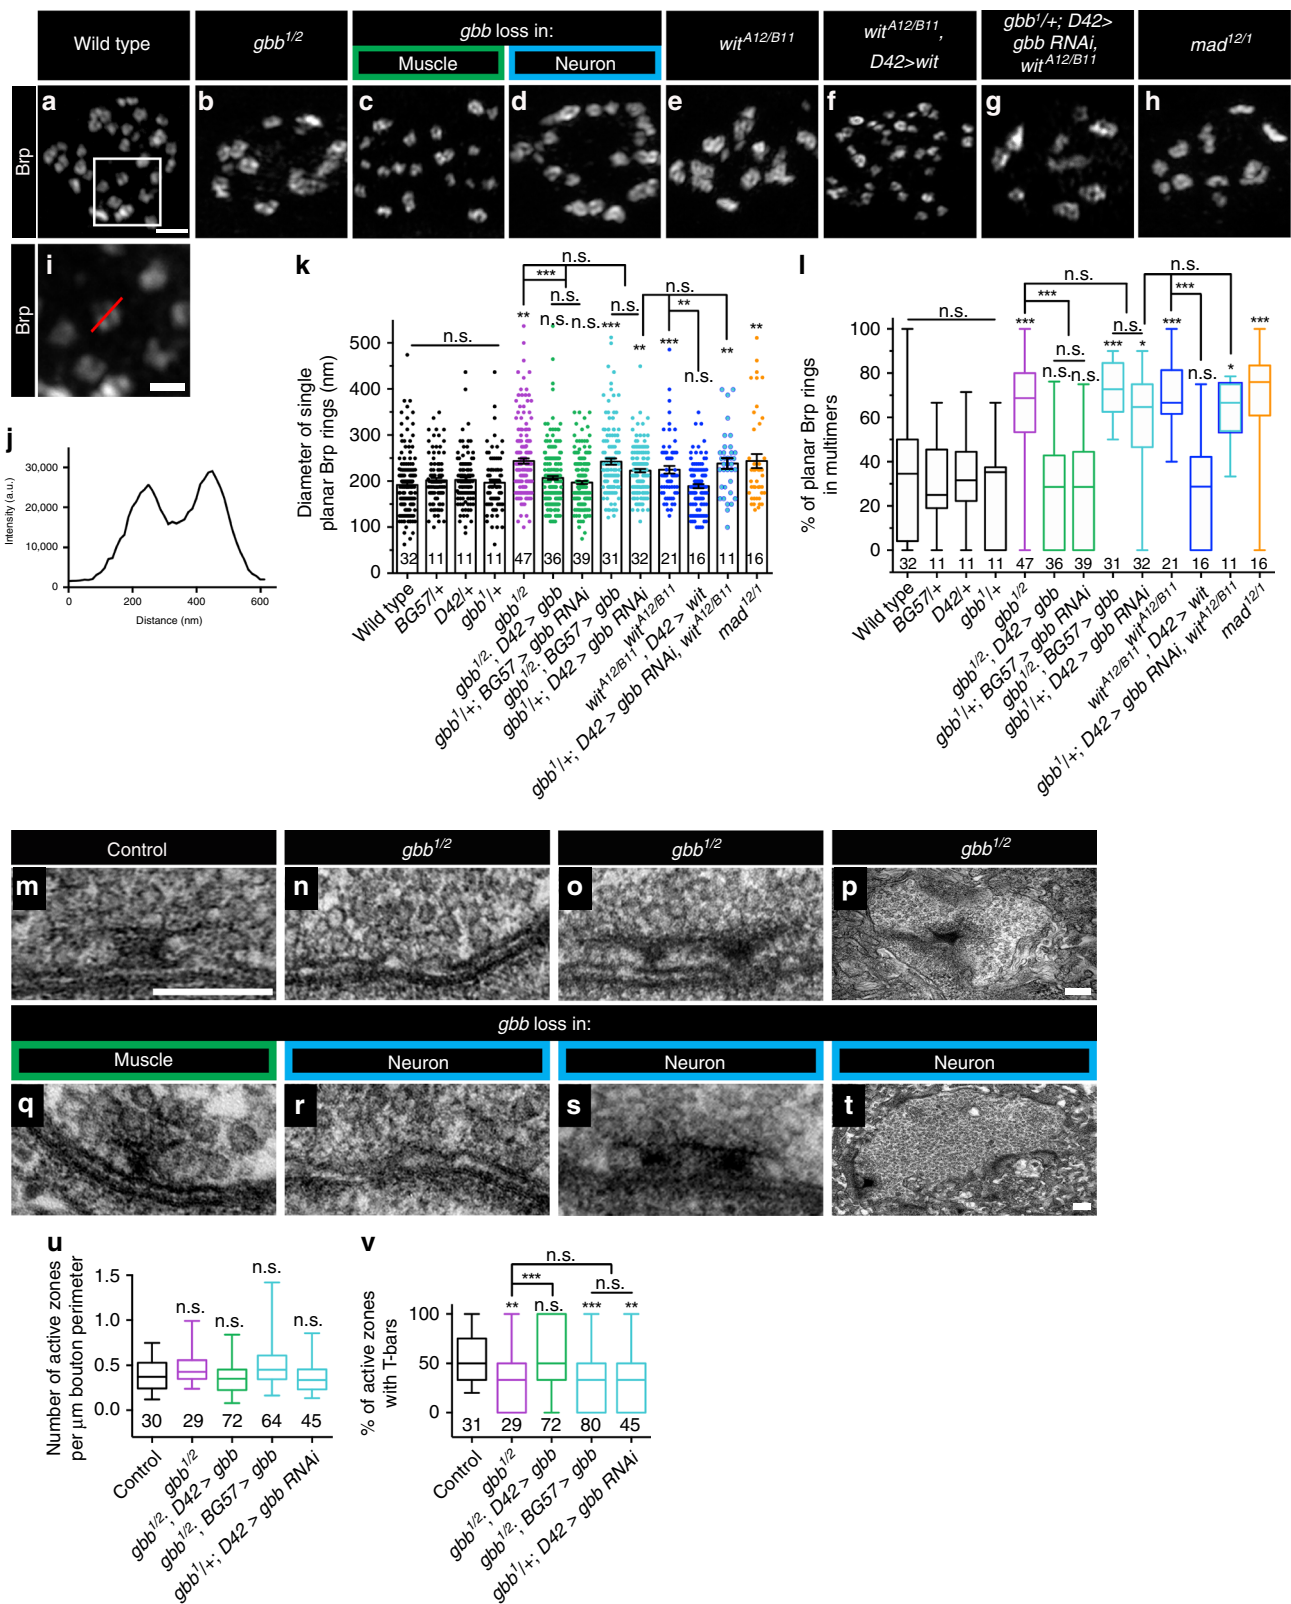 Wild type
gbb1/2
gbb loss in:
Muscle
Neuron
witA12/B11
witA12/B11,
D42>wit
gbb1/+; D42>
gbb RNAi,
witA12/B11
mad12/1
Brp
a
b
c
d
e
f
g
h
Brp
i
j
Intensity (a.u.)
30,000
20,000
10,000
0
0
200
400
600
Distance (nm)
k
Diameter of single
planar Brp rings (nm)
500
400
300
200
100
0
n.s.
n.s.
***
n.s.
**
n.s.
n.s.
n.s.
***
**
n.s.
**
***
n.s.
**
**
32 11 11 11 47 36 39 31 32 21 16 11 16
Wild type
BG57/+
D42/+
gbb1/+
gbb1/2
gbb1/2; D42 > gbb
gbb1/+; BG57 > gbb RNAi
gbb1/2; BG57 > gbb
gbb1/+; D42 > gbb RNAi
witA12/B11
witA12/B11, D42 > wit
gbb1/+; D42 > gbb RNAi, witA12/B11
mad12/1
l
% of planar Brp rings
in multimers
100
80
60
40
20
0
n.s.
n.s.
***
***
n.s.
n.s.
n.s.
n.s.
***
*
n.s.
***
***
n.s.
*
***
32 11 11 11 47 36 39 31 32 21 16 11 16
Wild type
BG57/+
D42/+
gbb1/+
gbb1/2
gbb1/2; D42 > gbb
gbb1/+; BG57 > gbb RNAi
gbb1/2; BG57 > gbb
gbb1/+; D42 > gbb RNAi
witA12/B11
witA12/B11, D42 > wit
gbb1/+; D42 > gbb RNAi, witA12/B11
mad12/1
Control
gbb1/2
gbb1/2
gbb1/2
m
n
o
p
gbb loss in:
Muscle
Neuron
Neuron
Neuron
q
r
s
t
u
Number of active zones
per μm bouton perimeter
1.5
1.0
0.5
0.0
n.s.
n.s.
n.s.
n.s.
30 29 72 64 45
Control
gbb1/2
gbb1/2; D42 > gbb
gbb1/2; BG57 > gbb
gbb1/+; D42 > gbb RNAi
v
% of active zones
with T-bars
100
50
0
n.s.
***
n.s.
**
n.s.
***
**
31 29 72 80 45
Control
gbb1/2
gbb1/2; D42 > gbb
gbb1/2; BG57 > gbb
gbb1/+; D42 > gbb RNAi